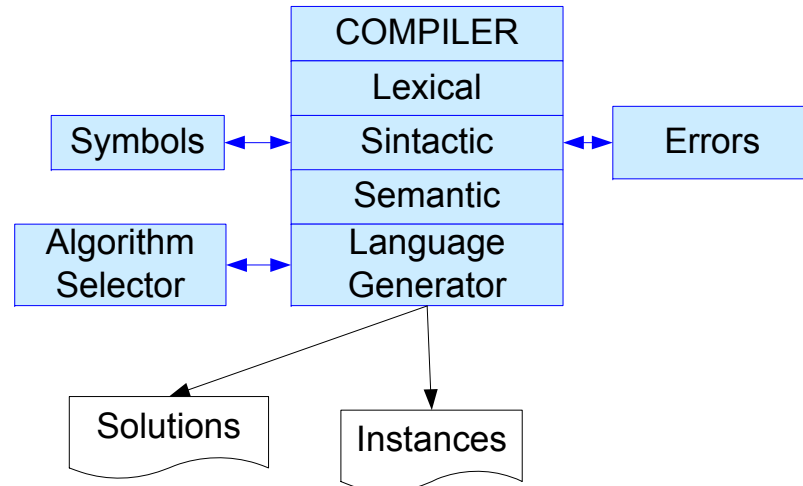 COMPILER
Lexical
Symbols
Sintactic
Errors
Semantic
Algorithm
Selector
Language
Generator
Solutions
Instances